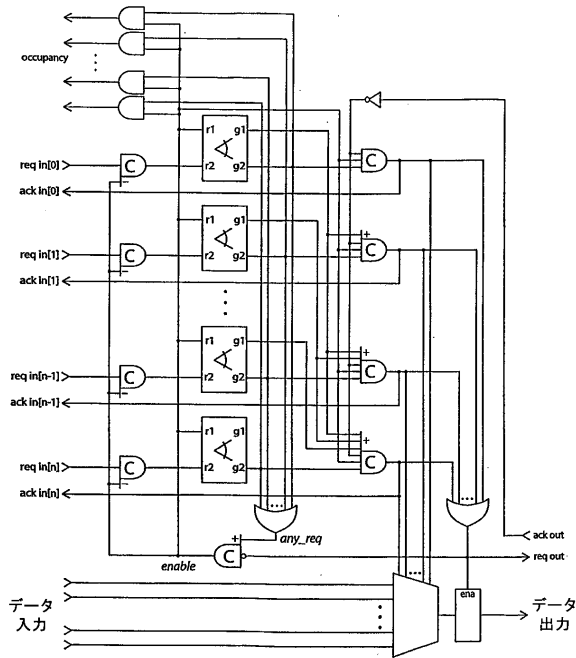 occupancy
r1 g1
req in[0] C r2 g2 C
ack in[0]
r1 g1
+
req in[1] C r2 g2 C
ack in[1]
r1 g1
+
req in[n-1] C r2 g2 C
ack in[n-1]
r1 g1
+
req in[n] C r2 g2 C
ack in[n]
+ any_req
ack out
C req out
enable
ena
データ
入力
データ
出力